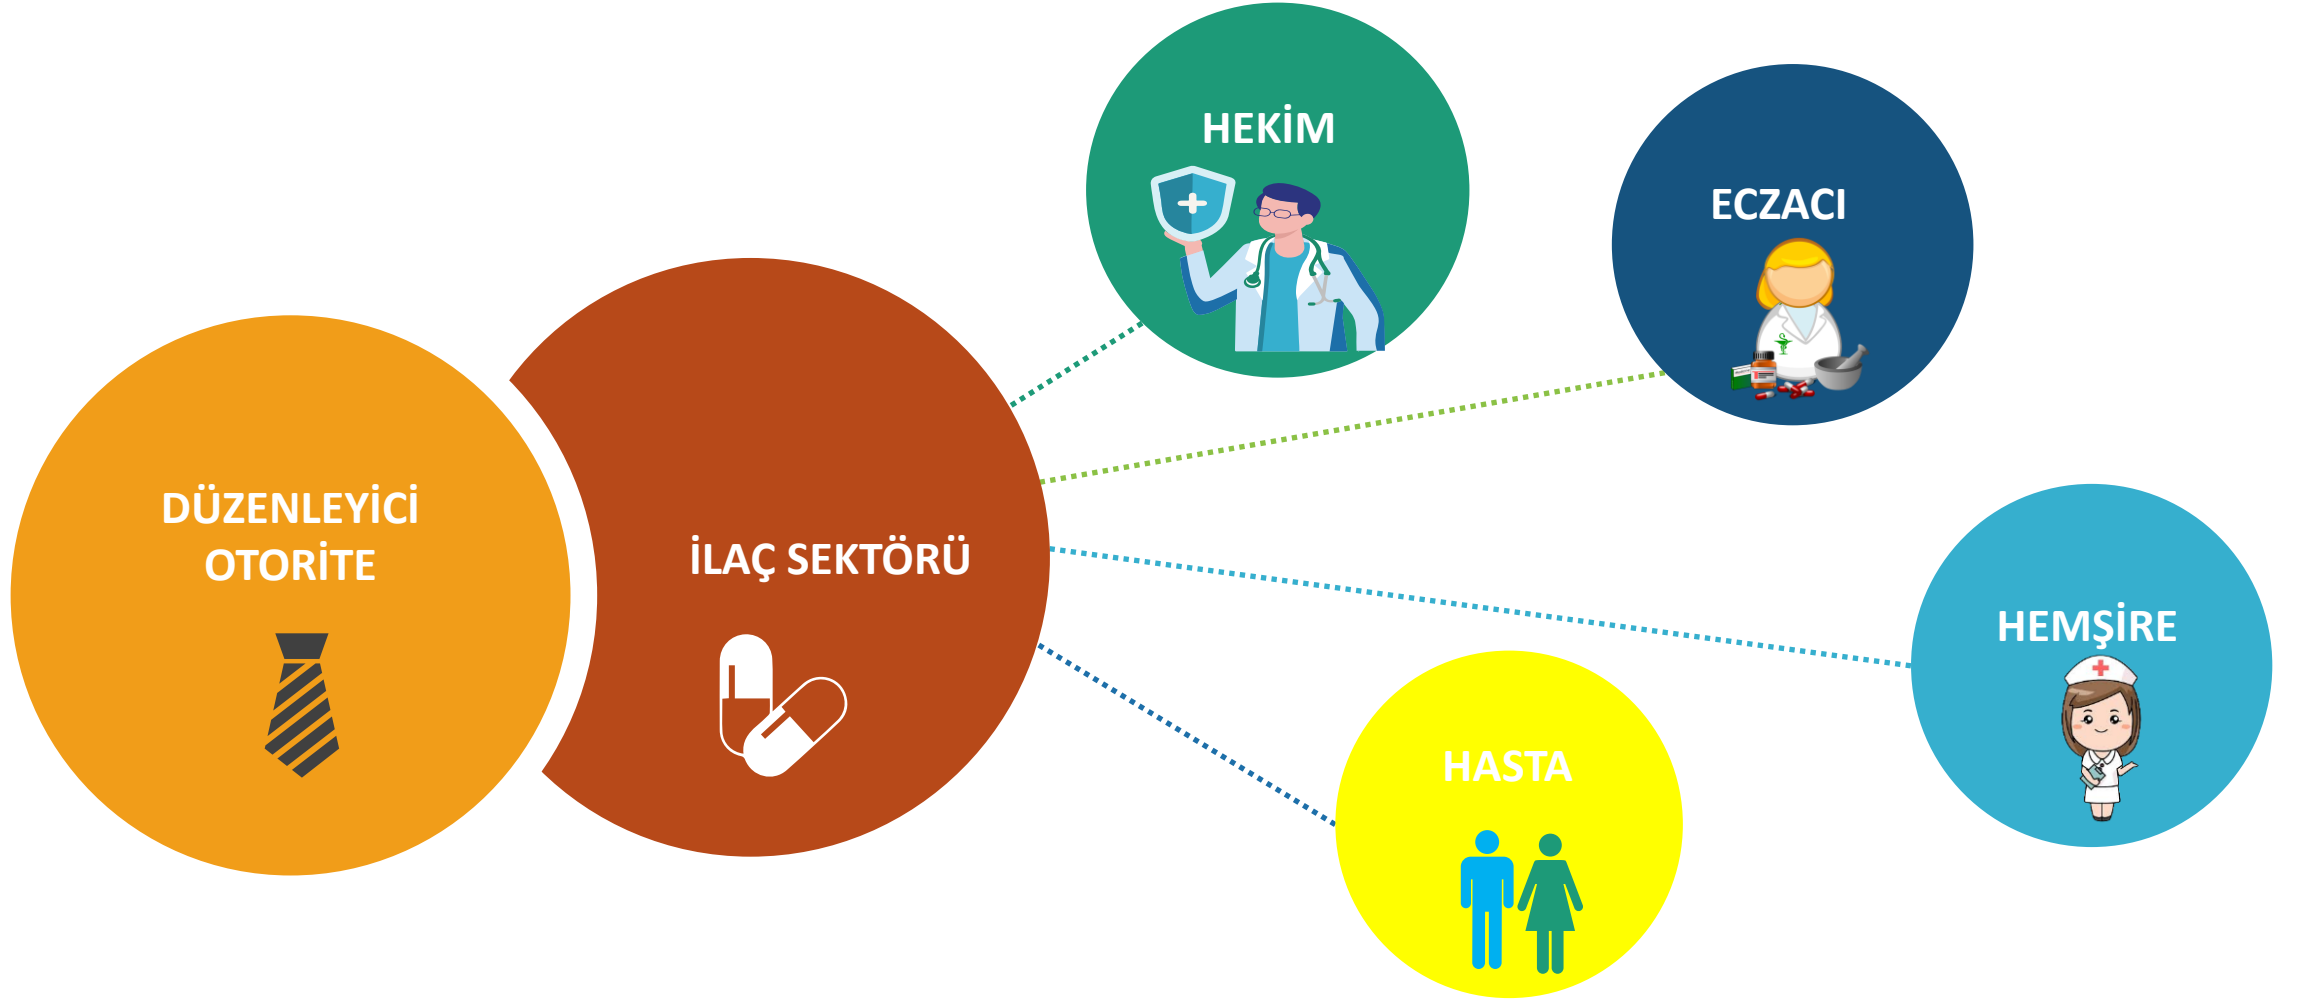 HEKİM
ECZACI
DÜZENLEYİCİ
OTORİTE
İLAÇ SEKTÖRÜ
HEMŞİRE
HASTA